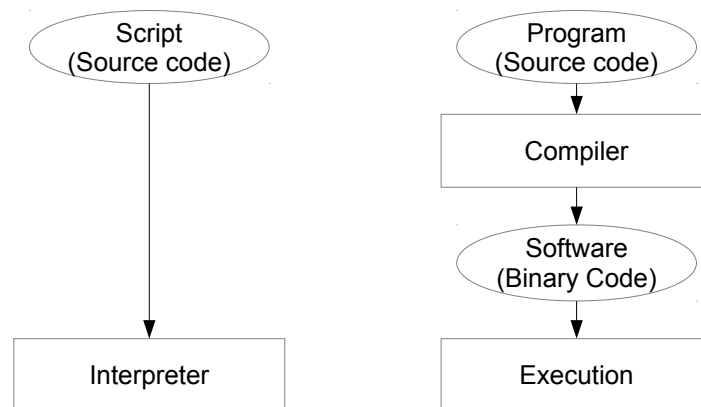 Script
(Source code)
Interpreter
Program
(Source code)
Compiler
Software
(Binary Code)
Execution